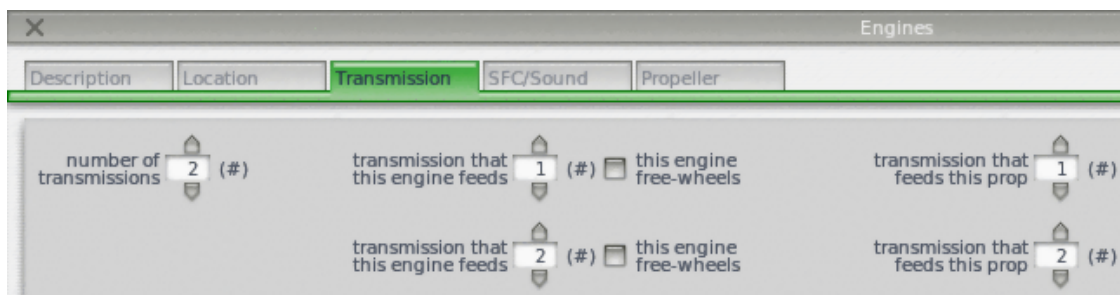 Engines
Description Location Transmission SFC/Sound Propeller
number of transmissions 2 (#) transmission that this engine feeds 1 (#) this engine free-wheels transmission that feeds this prop 1 (#)
transmission that this engine feeds 2 (#) this engine free-wheels transmission that feeds this prop 2 (#)